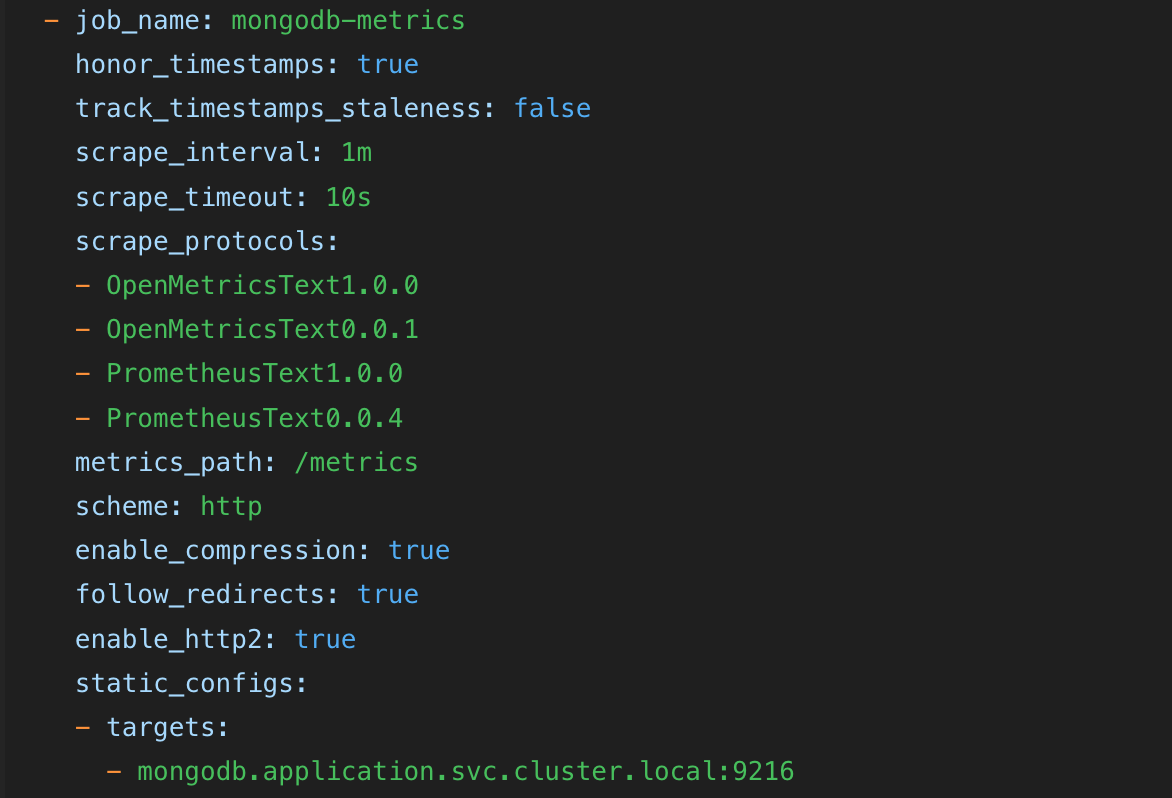 - job_name: mongodb-metrics
  honor_timestamps: true
  track_timestamps_staleness: false
  scrape_interval: 1m
  scrape_timeout: 10s
  scrape_protocols:
  - OpenMetricsText1.0.0
  - OpenMetricsText0.0.1
  - PrometheusText1.0.0
  - PrometheusText0.0.4
  metrics_path: /metrics
  scheme: http
  enable_compression: true
  follow_redirects: true
  enable_http2: true
  static_configs:
  - targets:
    - mongodb.application.svc.cluster.local:9216